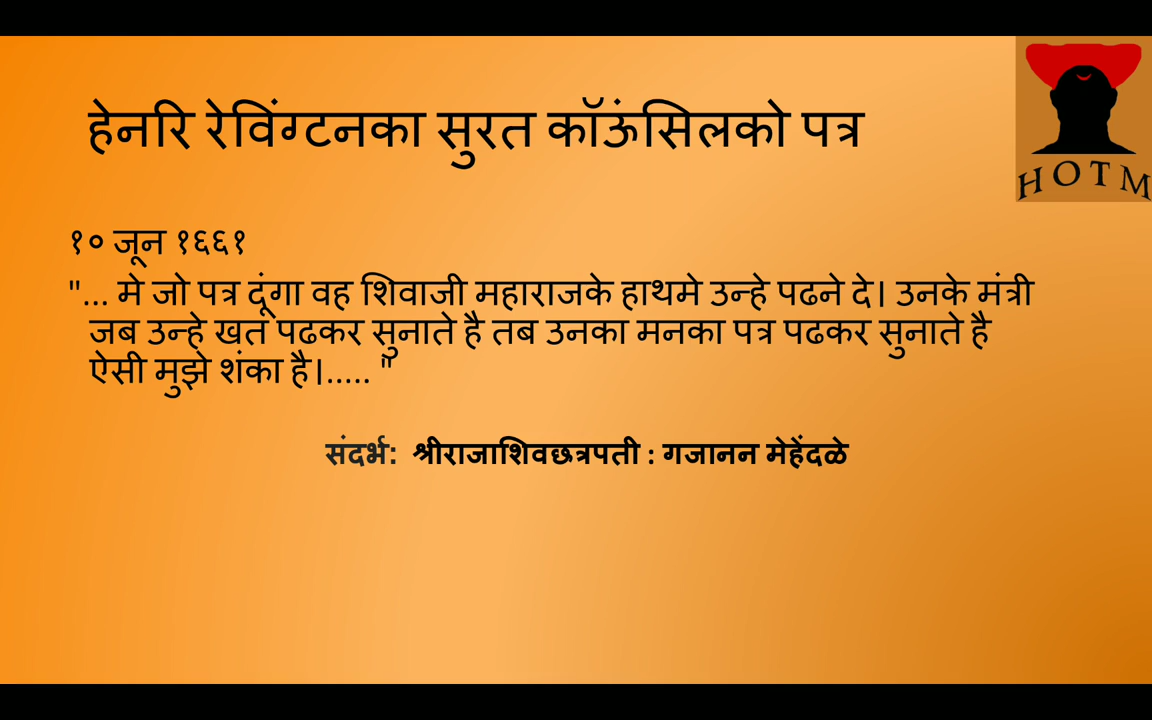 हेनरि रेविंग्टनका सुरत कॉऊंसिलको पत्र
HOTM
१० जून १६६१
"... मे जो पत्र दूंगा वह शिवाजी महाराजके हाथमे उन्हे पढने दे। उनके मंत्री
जब उन्हे खत पढकर सुनाते है तब उनका मनका पत्र पढकर सुनाते है
ऐसी मुझे शंका है।..... "
संदर्भ: श्रीराजाशिवछत्रपती : गजानन मेहेंदळे